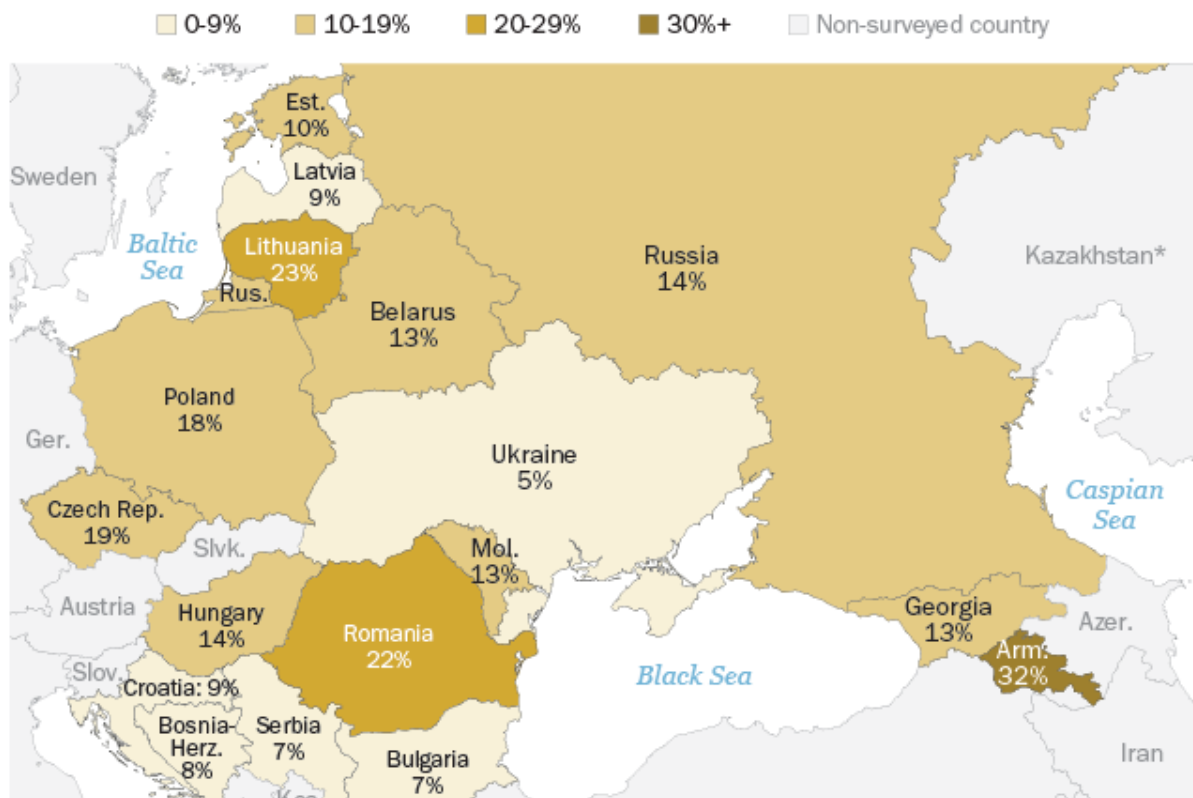 0-9% 10-19% 20-29% 30%+ Non-surveyed country
Est.
10%
Sweden
Latvia
9%
Baltic
Sea
Lithuania
23%
Rus.
Russia
14%
Kazakhstan*
Belarus
13%
Poland
18%
Ger.
Ukraine
5%
Caspian
Sea
Czech Rep.
19%
Slvk.
Mol.
13%
Austria
Hungary
14%
Romania
22%
Georgia
13%
Azer.
Arm.
32%
Slov.
Croatia: 9%
Black Sea
Bosnia-
Herz.
8%
Serbia
7%
Bulgaria
7%
Iran